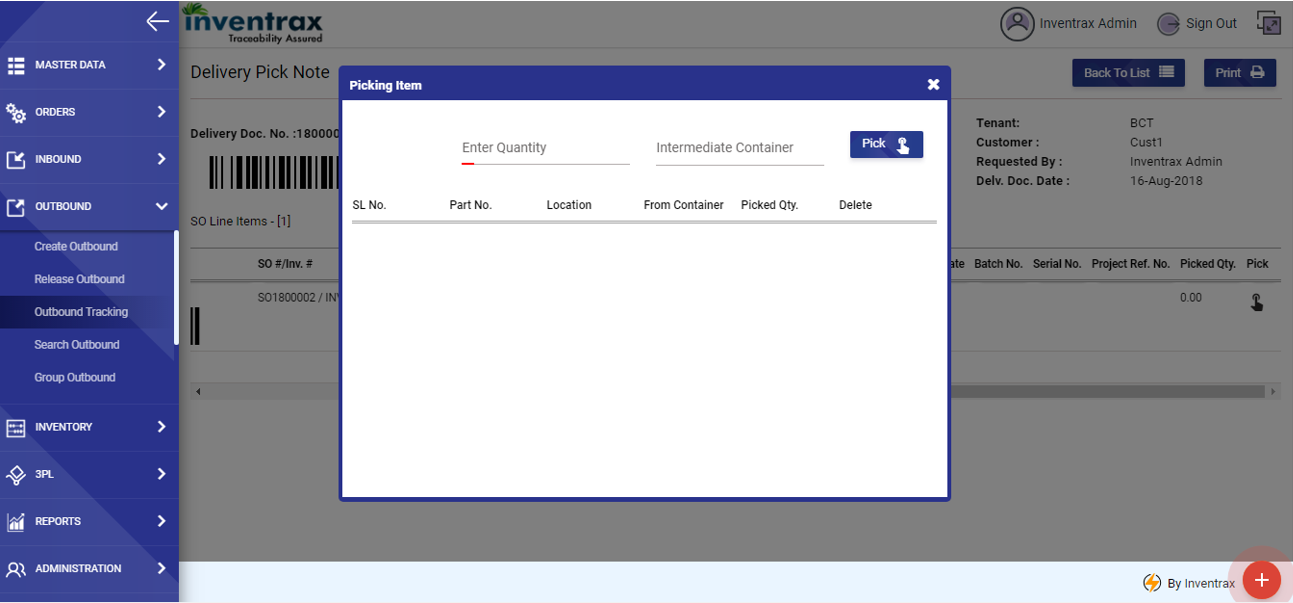 inventrax
Traceability Assured
Inventrax Admin
Sign Out
MASTER DATA
ORDERS
INBOUND
OUTBOUND
Create Outbound
Release Outbound
Outbound Tracking
Search Outbound
Group Outbound
INVENTORY
3PL
REPORTS
ADMINISTRATION
Delivery Pick Note
Back To List
Print
Delivery Doc. No. :180000
Tenant: BCT
Customer : Cust1
Requested By : Inventrax Admin
Delv. Doc. Date : 16-Aug-2018
SO Line Items - [1]
SO #/Inv. # ate Batch No. Serial No. Project Ref. No. Picked Qty. Pick
SO1800002 / INV 0.00
Picking Item
Enter Quantity Intermediate Container Pick
SL No. Part No. Location From Container Picked Qty. Delete
By Inventrax